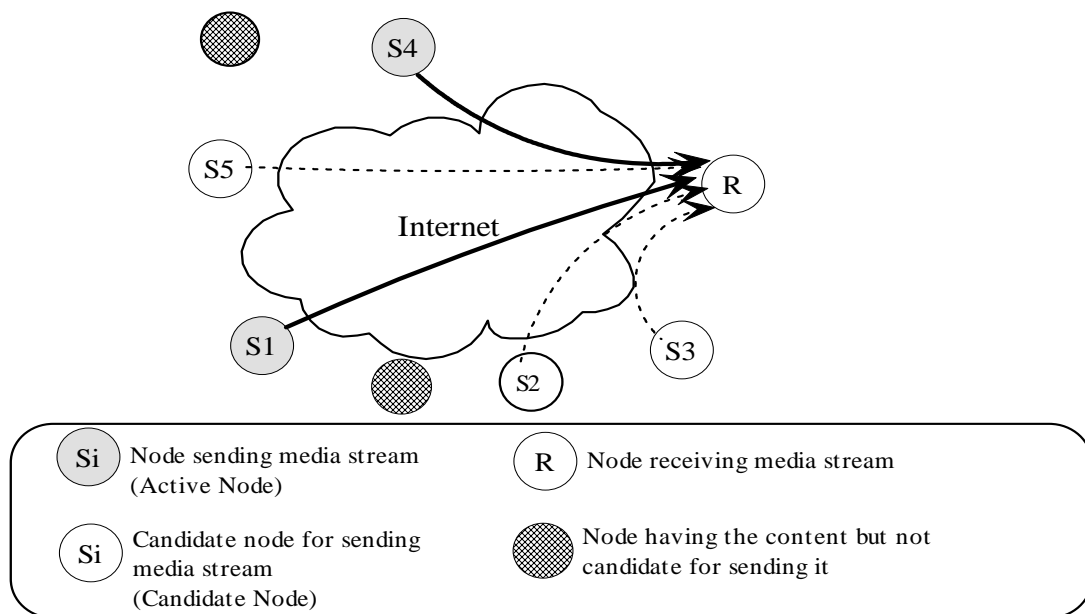 S4
S5
R
Internet
S1
S3
S2
Si
Node sending media stream
(Active Node)
R
Node receiving media stream
Si
Candidate node for sending
media stream
(Candidate Node)
Node having the content but not
candidate for sending it